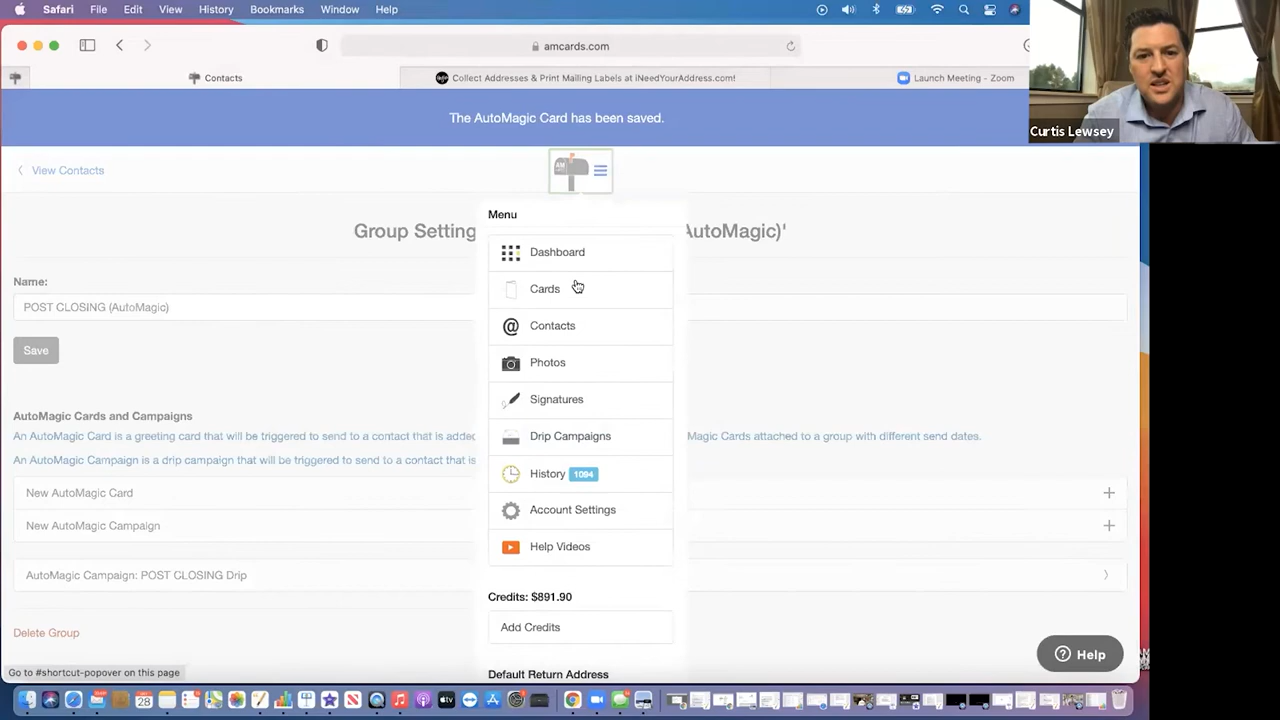 Safari File Edit View History Bookmarks Window Help
amcards.com
Contacts
Collect Addresses & Print Mailing Labels at iNeedYourAddress.com!
Launch Meeting - Zoom
Curtis Lewsey
The AutoMagic Card has been saved.
View Contacts
AM
Menu
Group Setting
AutoMagic)'
Dashboard
Name:
Cards
POST CLOSING (AutoMagic)
Contacts
Save
Photos
Signatures
AutoMagic Cards and Campaigns
An AutoMagic Card is a greeting card that will be triggered to send to a contact that is added
Drip Campaigns
Magic Cards attached to a group with different send dates.
An AutoMagic Campaign is a drip campaign that will be triggered to send to a contact that is
History 1094
New AutoMagic Card
Account Settings
New AutoMagic Campaign
Help Videos
AutoMagic Campaign: POST CLOSING Drip
Credits: $891.90
Add Credits
Delete Group
Help
Go to #shortcut-popover on this page
Default Return Address